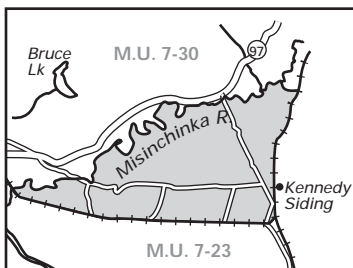 Bruce
Lk
M.U. 7-30
97
Misinchinka R
Kennedy
Siding
M.U. 7-23